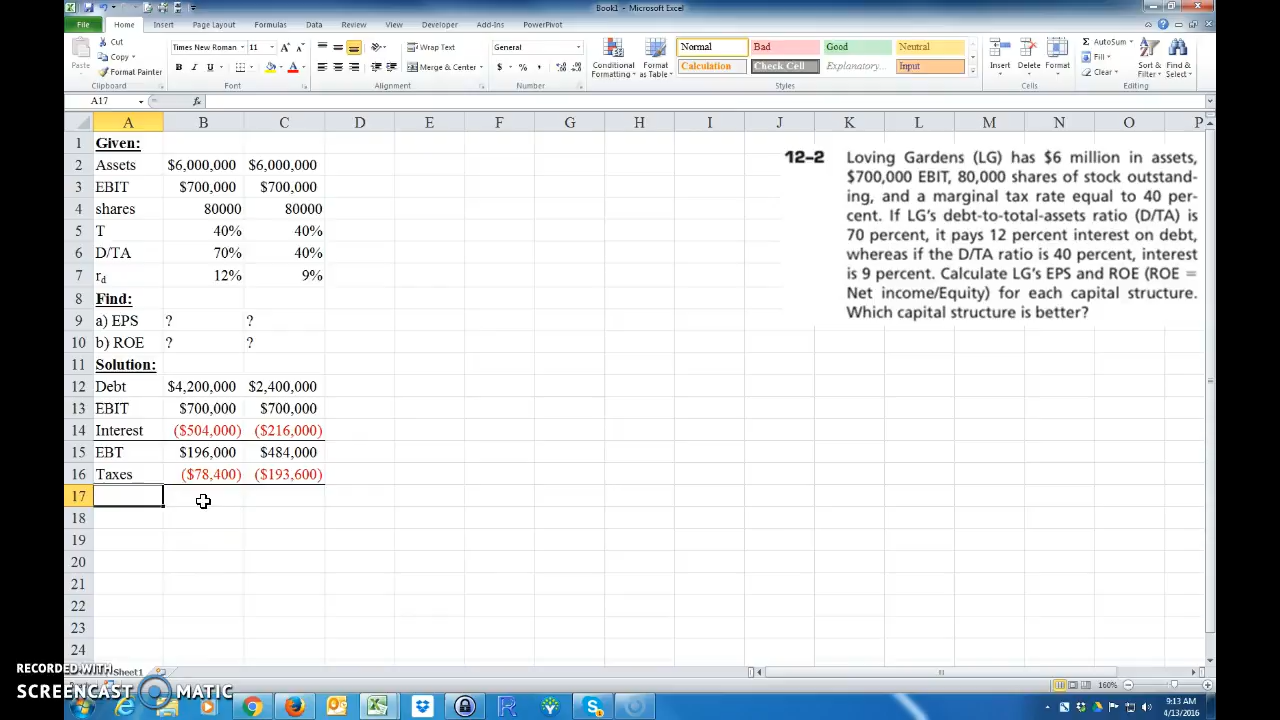 Book1 - Microsoft Excel
File Home Insert Page Layout Formulas Data Review View Developer Add-Ins PowerPivot
Cut
Copy
Format Painter
Paste
Clipboard
Times New Roman 11
B I U
Font
Wrap Text
Merge & Center
Alignment
General
$ % ,
Number
Conditional Formatting
Format as Table
Normal Bad Good Neutral
Calculation Check Cell Explanatory... Input
Styles
Insert Delete Format
Cells
AutoSum
Fill
Clear
Sort & Filter
Find & Select
Editing
A17 fx
A B C D E F G H I J K L M N O P
1 Given:
2 Assets $6,000,000 $6,000,000
3 EBIT $700,000 $700,000
4 shares 80000 80000
5 T 40% 40%
6 D/TA 70% 40%
7 rd 12% 9%
8 Find:
9 a) EPS ? ?
10 b) ROE ? ?
11 Solution:
12 Debt $4,200,000 $2,400,000
13 EBIT $700,000 $700,000
14 Interest ($504,000) ($216,000)
15 EBT $196,000 $484,000
16 Taxes ($78,400) ($193,600)
17
18
19
20
21
22
23
24
12–2 Loving Gardens (LG) has $6 million in assets,
$700,000 EBIT, 80,000 shares of stock outstand-
ing, and a marginal tax rate equal to 40 per-
cent. If LG's debt-to-total-assets ratio (D/TA) is
70 percent, it pays 12 percent interest on debt,
whereas if the D/TA ratio is 40 percent, interest
is 9 percent. Calculate LG's EPS and ROE (ROE =
Net income/Equity) for each capital structure.
Which capital structure is better?
Sheet1
160%
RECORDED WITH
SCREENCAST MATIC
9:13 AM
4/13/2016